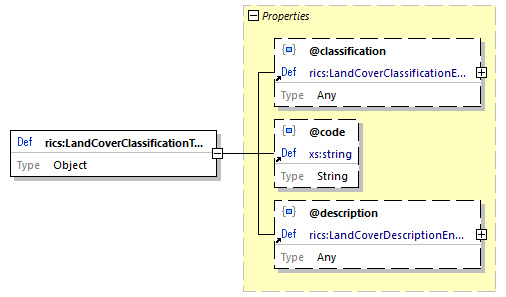 Properties
@classification
Def rics:LandCoverClassificationE...
Type Any
@code
Def xs:string
Type String
Def rics:LandCoverClassificationT...
Type Object
@description
Def rics:LandCoverDescriptionEn...
Type Any